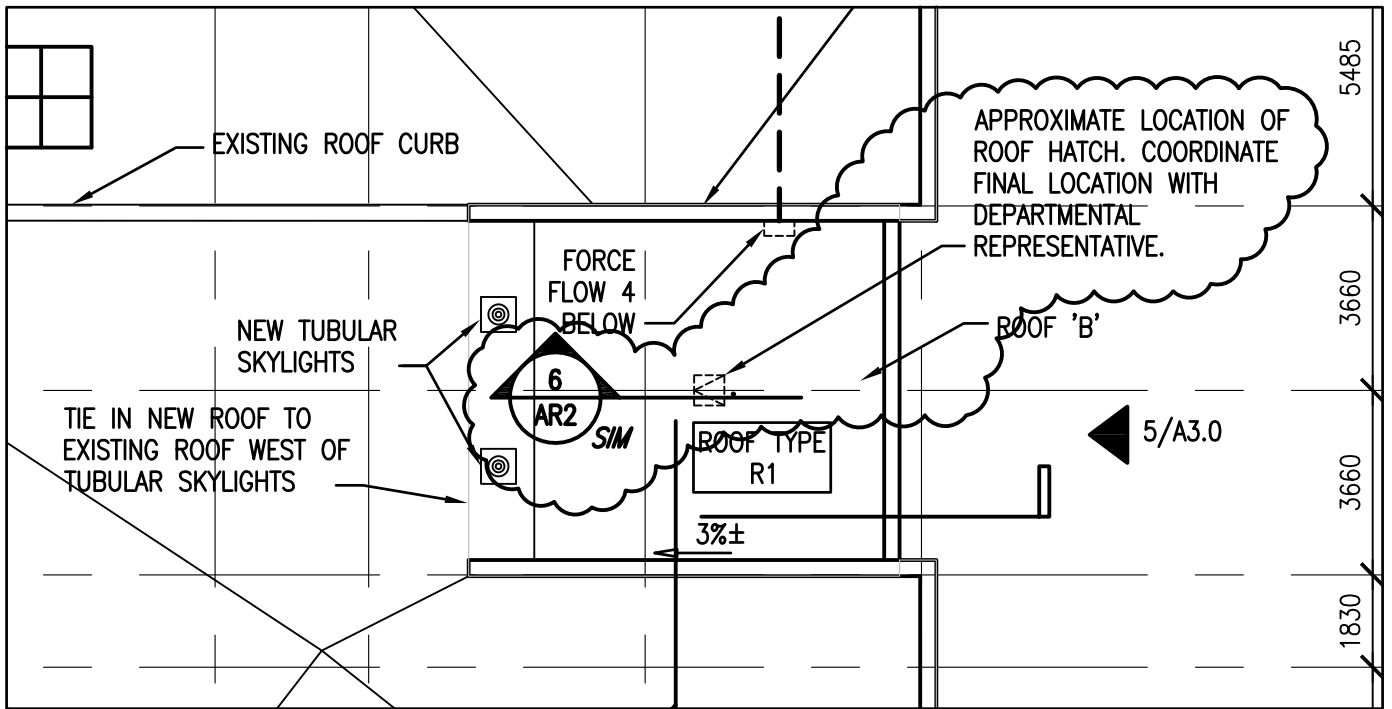 5485
EXISTING ROOF CURB
APPROXIMATE LOCATION OF
ROOF HATCH. COORDINATE
FINAL LOCATION WITH
DEPARTMENTAL
REPRESENTATIVE.
FORCE
FLOW 4
BELOW
3660
NEW TUBULAR
SKYLIGHTS
ROOF 'B'
6
AR2
SIM
TIE IN NEW ROOF TO
EXISTING ROOF WEST OF
TUBULAR SKYLIGHTS
ROOF TYPE
R1
5/A3.0
3660
3%±
1830